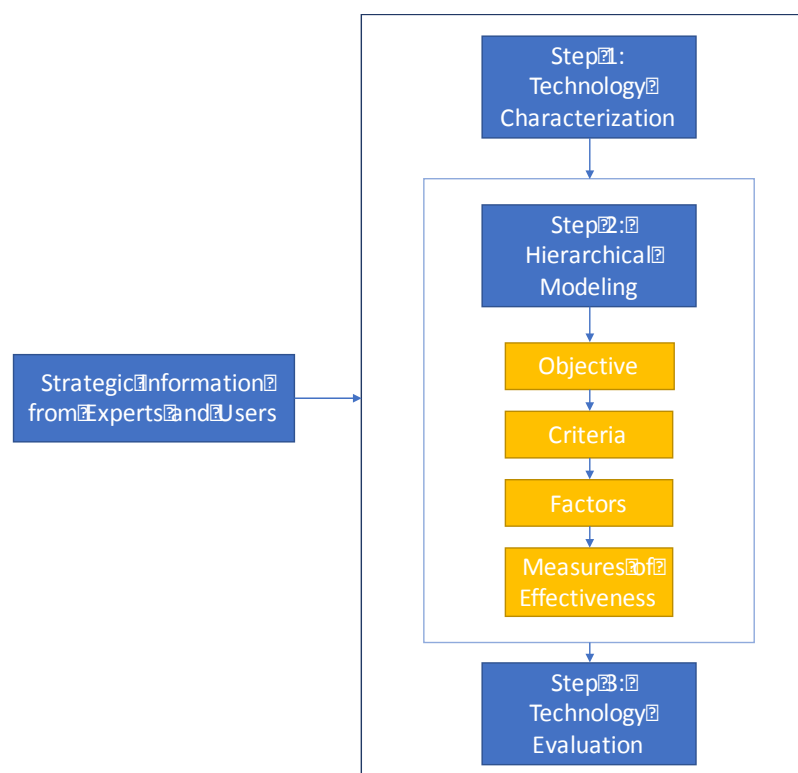 Strategic Information
from Experts and Users
Step 1:
Technology
Characterization
Step 2:
Hierarchical
Modeling
Objective
Criteria
Factors
Measures of
Effectiveness
Step 3:
Technology
Evaluation